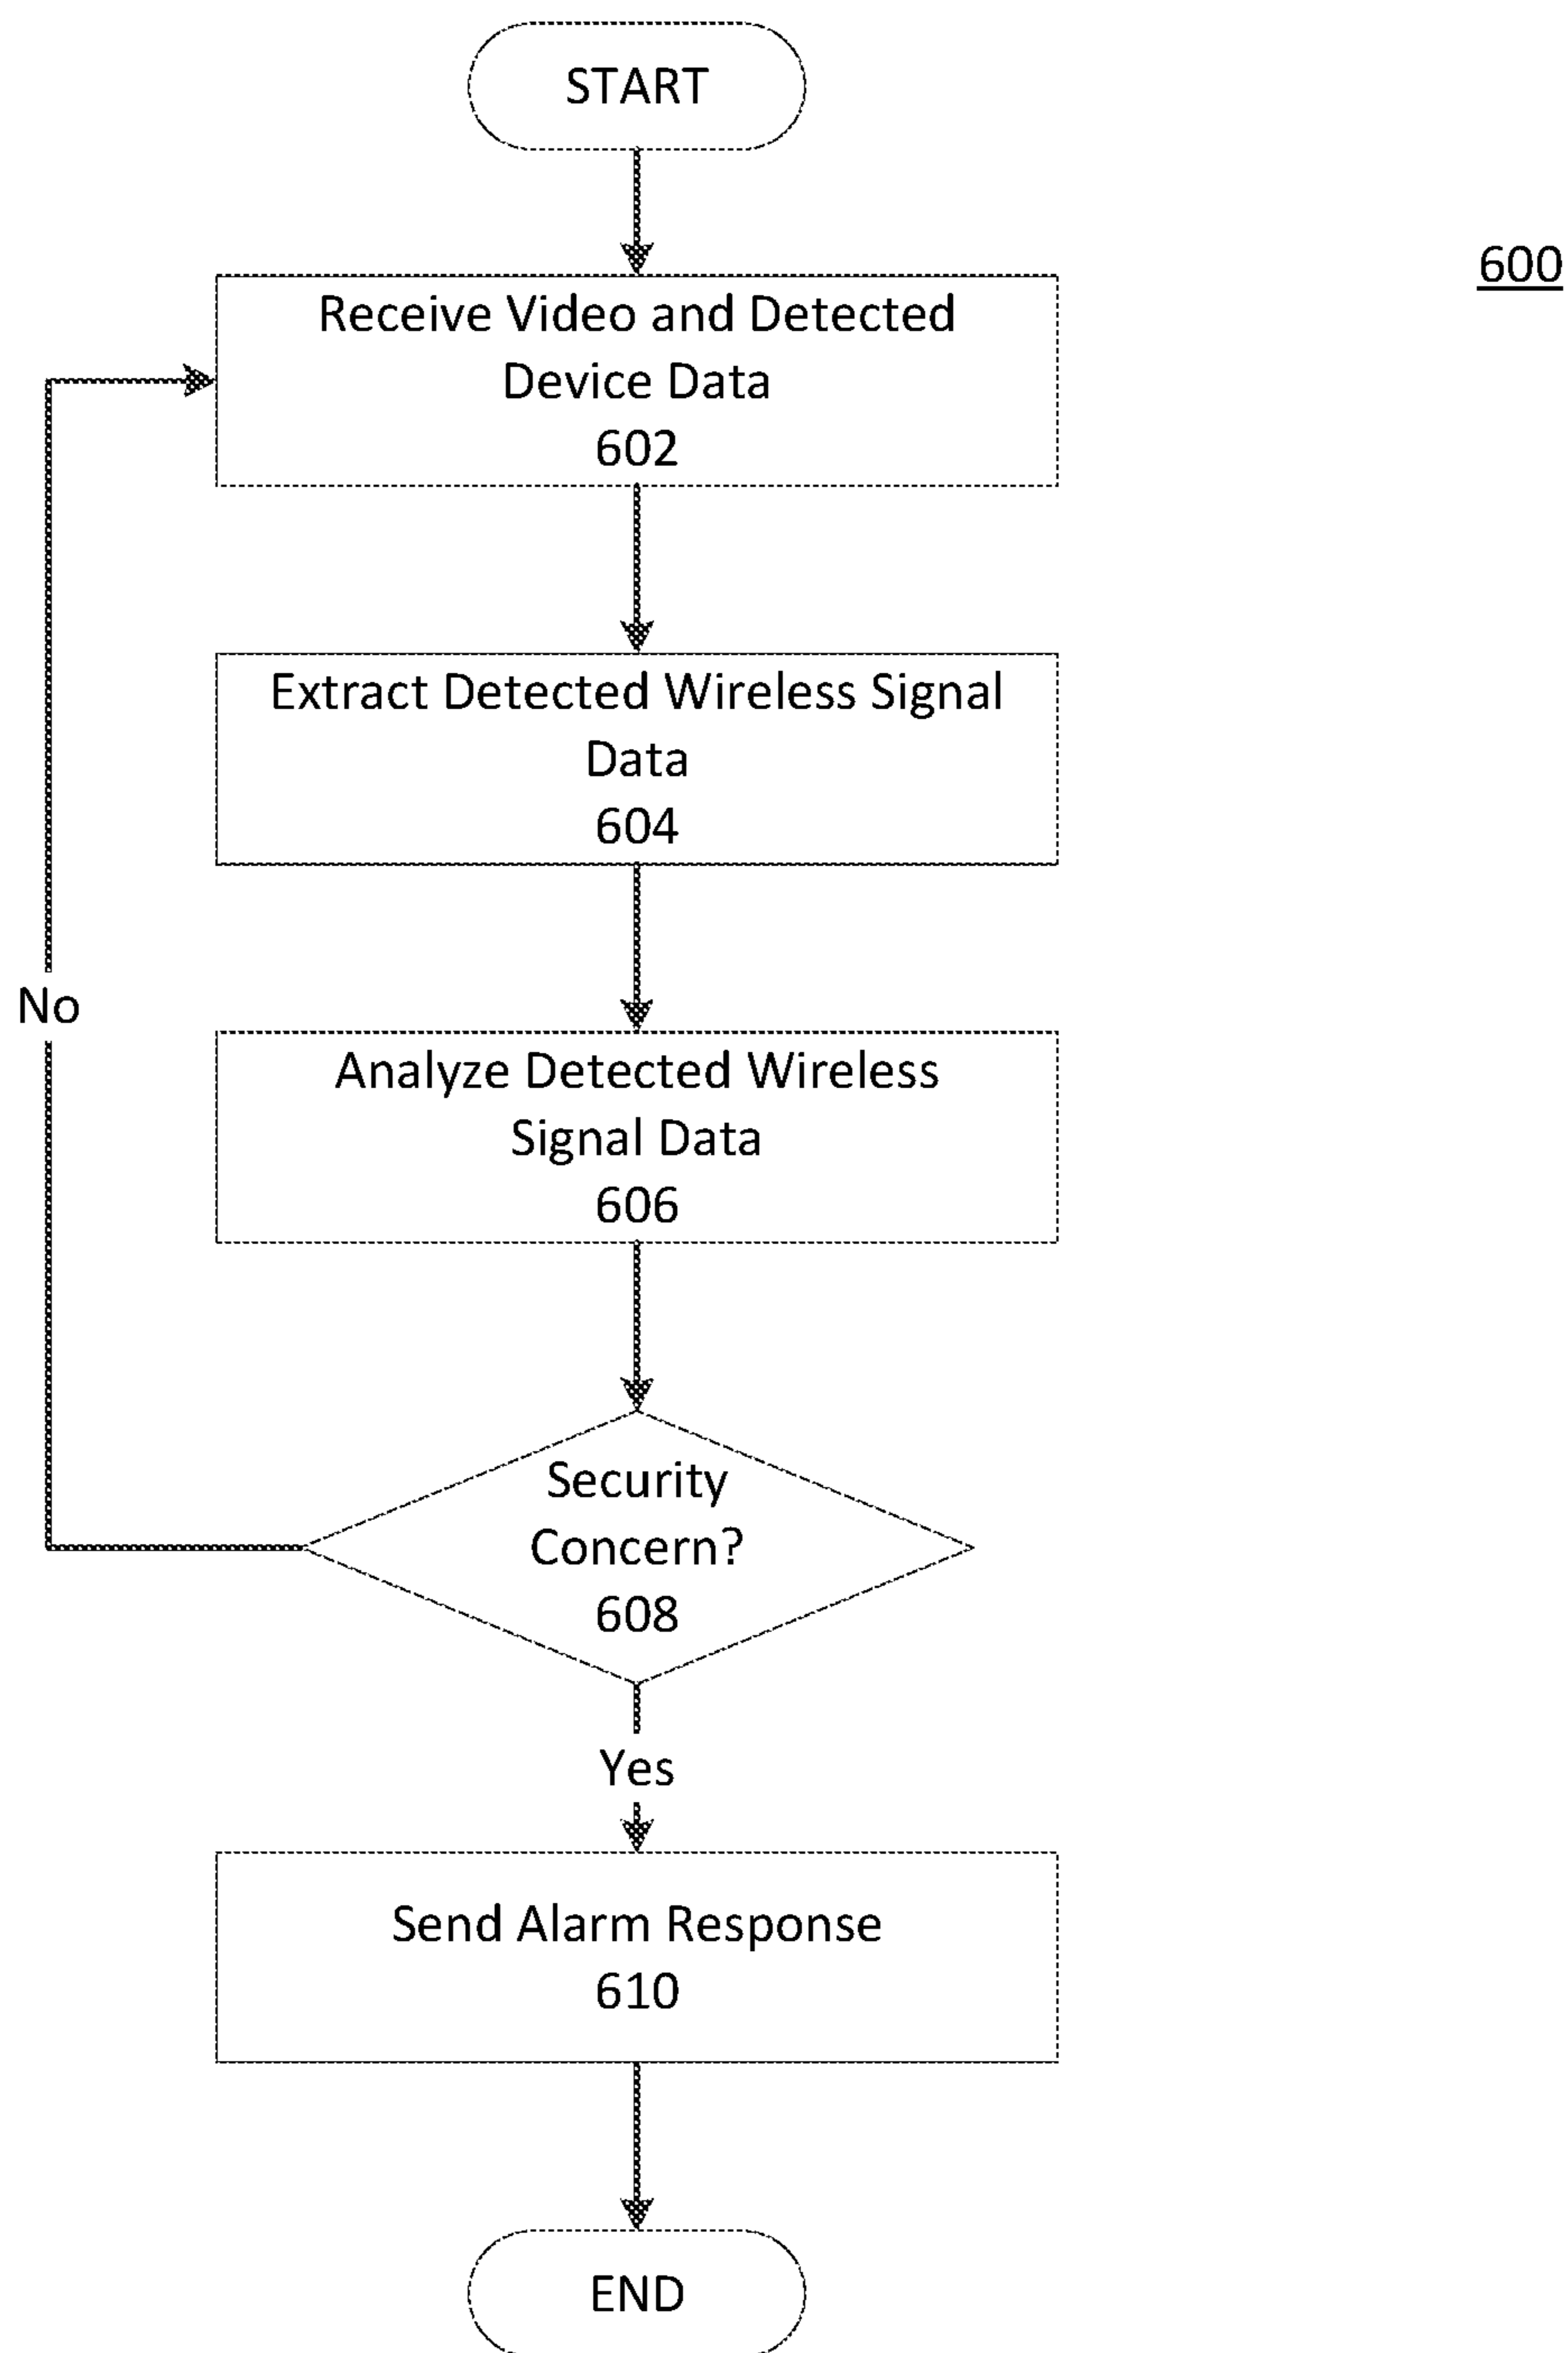 START
600
Receive Video and Detected
Device Data
602
Extract Detected Wireless Signal
Data
604
No
Analyze Detected Wireless
Signal Data
606
Security
Concern?
608
Yes
Send Alarm Response
610
END